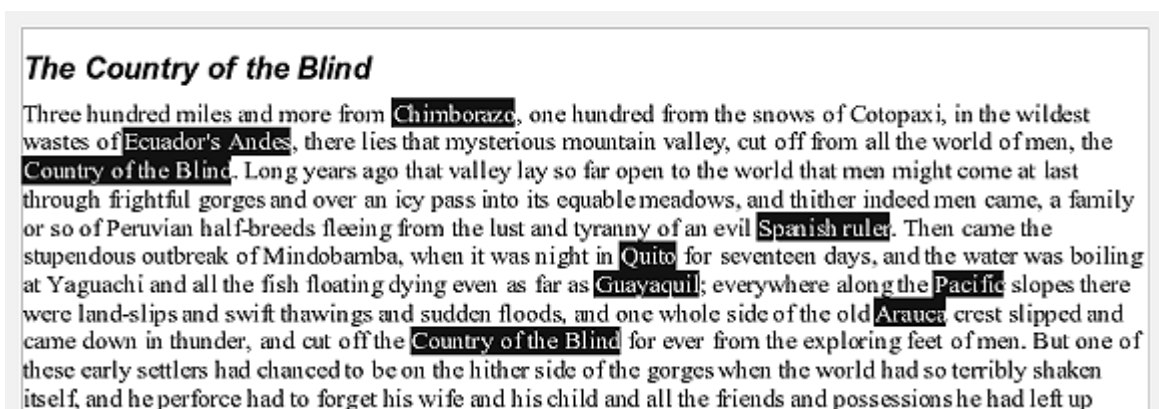 The Country of the Blind
Three hundred miles and more from Chimborazo, one hundred from the snows of Cotopaxi, in the wildest
wastes of Ecuador's Andes, there lies that mysterious mountain valley, cut off from all the world of men, the
Country of the Blind. Long years ago that valley lay so far open to the world that men might come at last
through frightful gorges and over an icy pass into its equable meadows, and thither indeed men came, a family
or so of Peruvian half-breeds fleeing from the lust and tyranny of an evil Spanish ruler. Then came the
stupendous outbreak of Mindobamba, when it was night in Quito for seventeen days, and the water was boiling
at Yaguachi and all the fish floating dying even as far as Guayaquil; everywhere along the Pacific slopes there
were land-slips and swift thawings and sudden floods, and one whole side of the old Arauca crest slipped and
came down in thunder, and cut off the Country of the Blind for ever from the exploring feet of men. But one of
these early settlers had chanced to be on the hither side of the gorges when the world had so terribly shaken
itself, and he perforce had to forget his wife and his child and all the friends and possessions he had left up